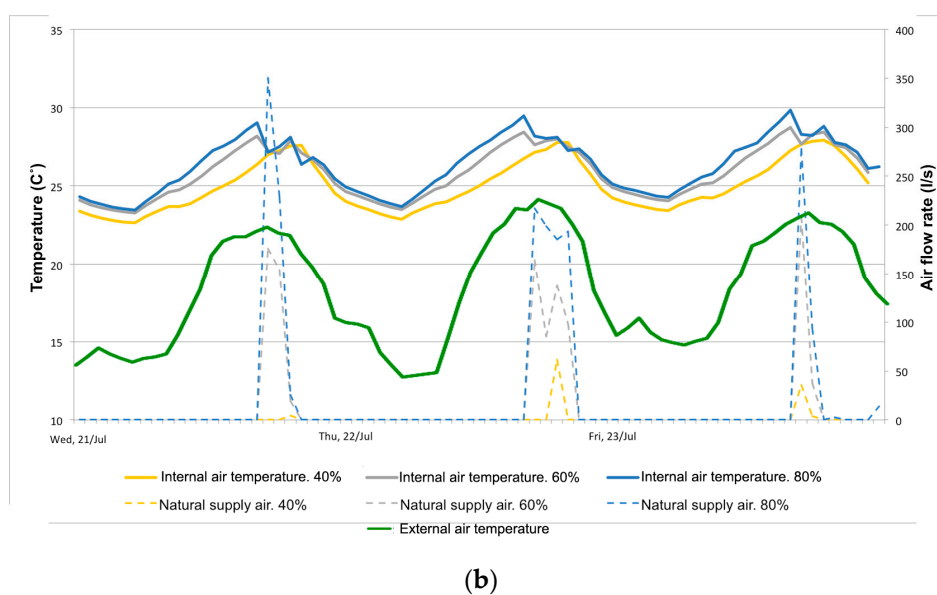 35
30
25
20
15
10
Temperature (C°)
400
350
300
250
200
150
100
50
0
Air flow rate (l/s)
Wed, 21/Jul
Thu, 22/Jul
Fri, 23/Jul
Internal air temperature. 40%
Internal air temperature. 60%
Internal air temperature. 80%
Natural supply air. 40%
Natural supply air. 60%
Natural supply air. 80%
External air temperature
(b)